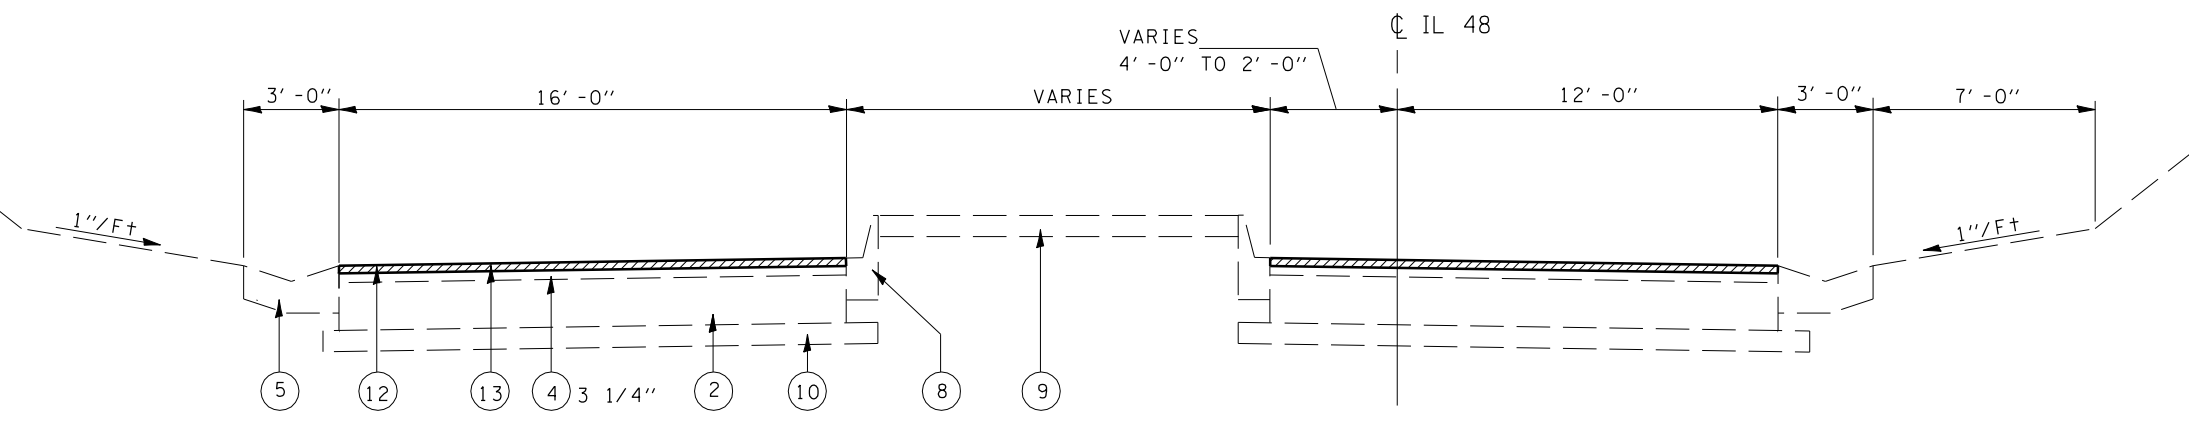 ℄ IL 48
VARIES
4'-0" TO 2'-0"
3'-0"
16'-0"
VARIES
12'-0"
3'-0"
7'-0"
1"/Ft
1"/Ft
5
12
13
4
3 1/4"
2
10
8
9